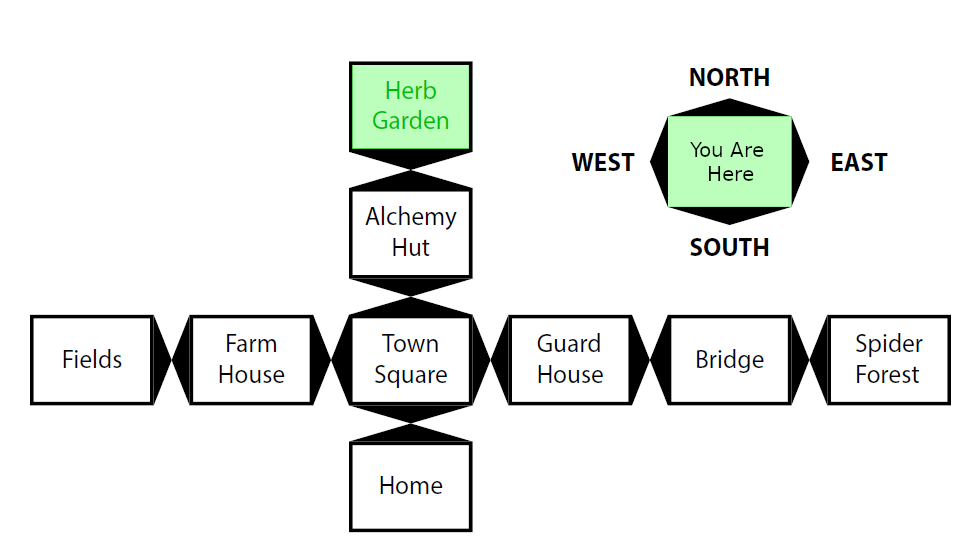 NORTH
Herb
Garden
You Are
Here
WEST
EAST
Alchemy
Hut
SOUTH
Fields
Farm
House
Town
Square
Guard
House
Bridge
Spider
Forest
Home